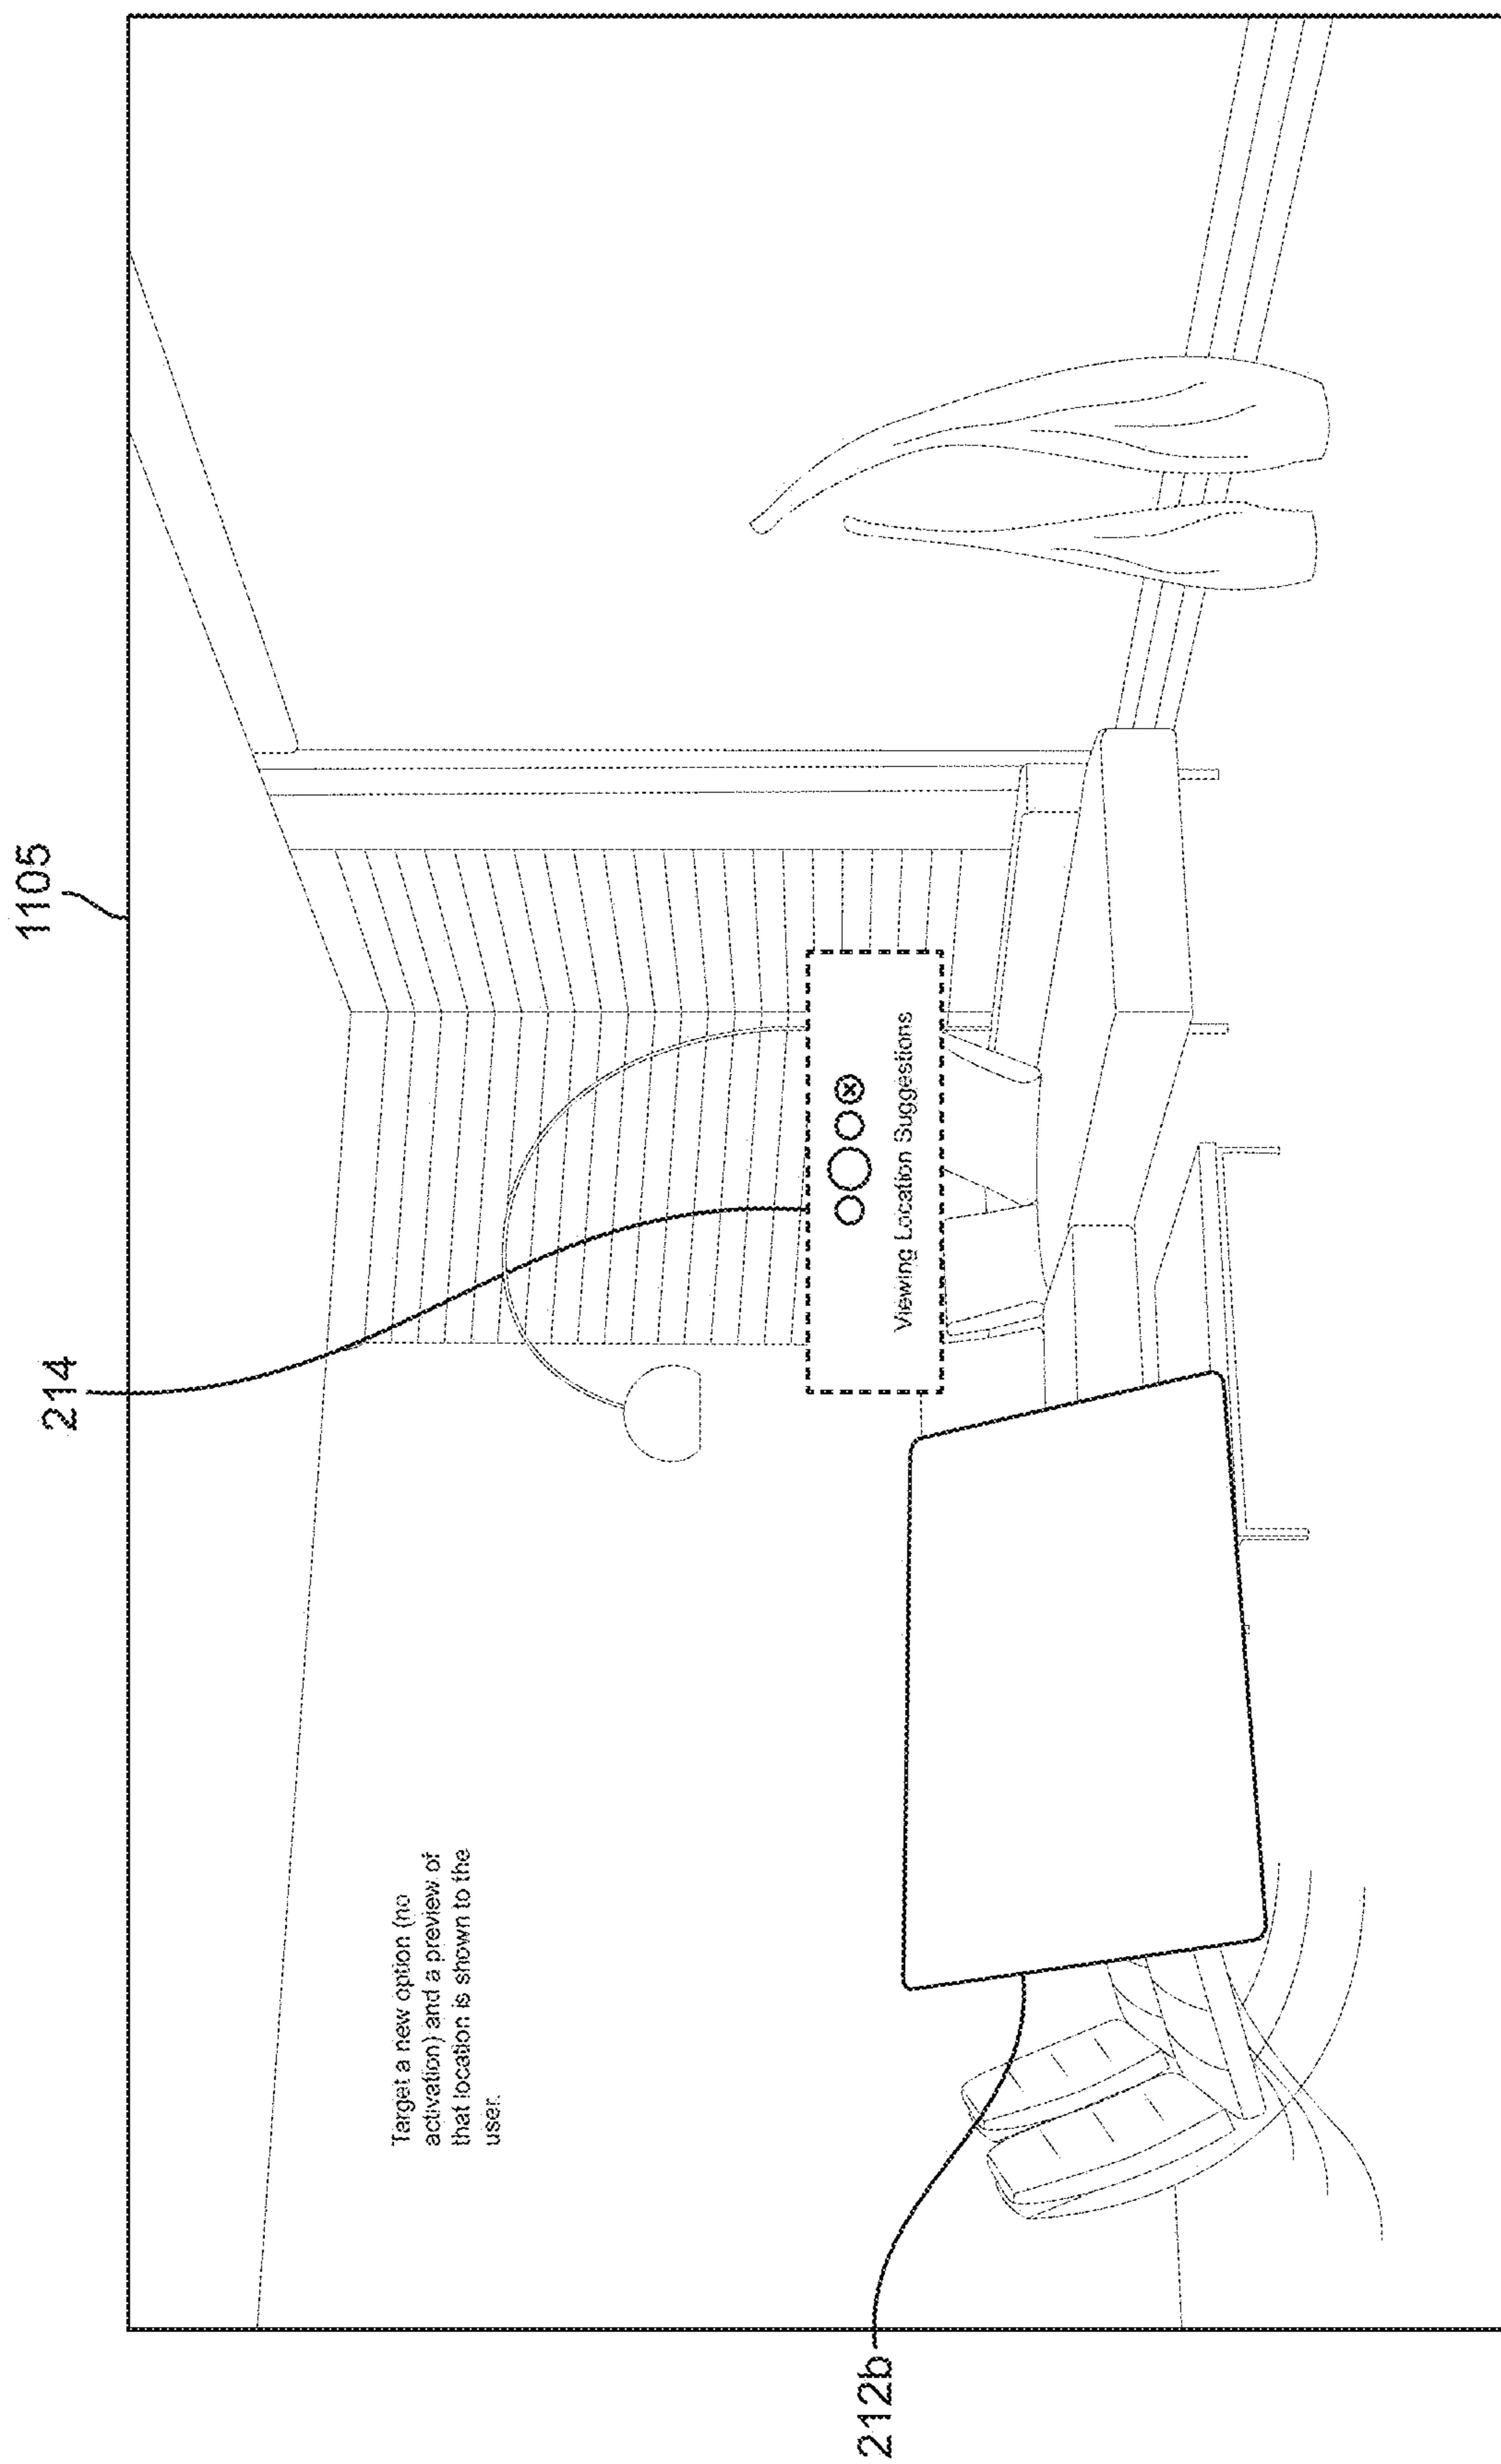 1105
214
Target a new option (no
activation) and a preview of
that location is shown to the
user.
Viewing Location Suggestions
212b